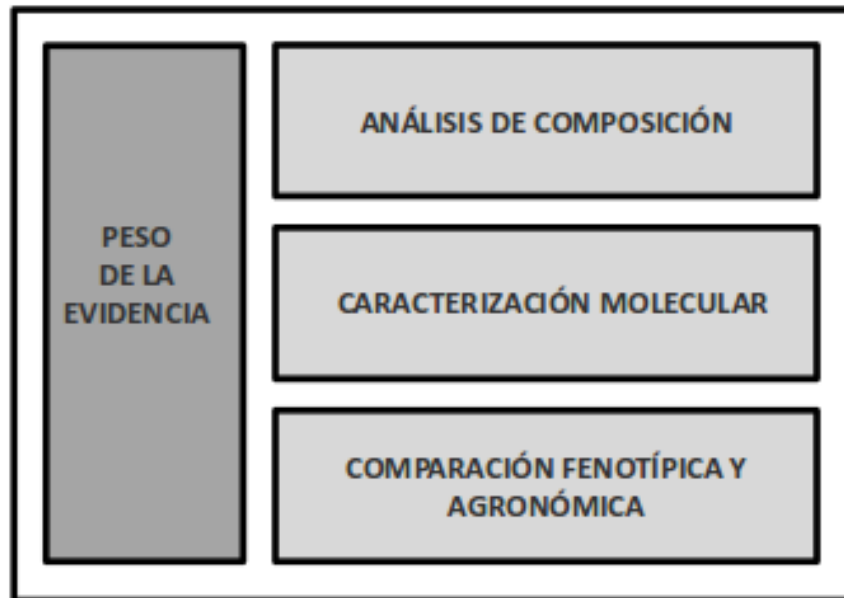 PESO
DE LA
EVIDENCIA
ANÁLISIS DE COMPOSICIÓN
CARACTERIZACIÓN MOLECULAR
COMPARACIÓN FENOTÍPICA Y
AGRONÓMICA